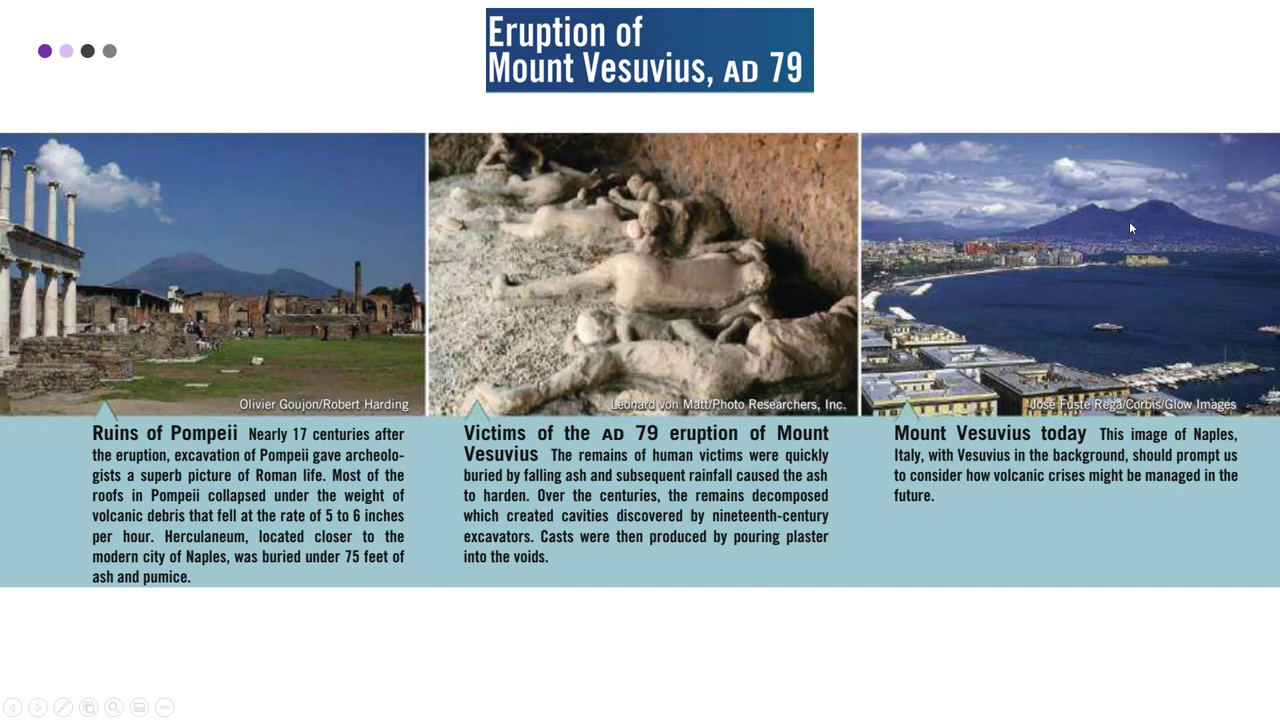 Eruption of
Mount Vesuvius, AD 79
Olivier Goujon/Robert Harding
Leonard von Matt/Photo Researchers, Inc.
José Fuste Rega/Corbis/Glow Images
Ruins of Pompeii Nearly 17 centuries after
the eruption, excavation of Pompeii gave archeolo-
gists a superb picture of Roman life. Most of the
roofs in Pompeii collapsed under the weight of
volcanic debris that fell at the rate of 5 to 6 inches
per hour. Herculaneum, located closer to the
modern city of Naples, was buried under 75 feet of
ash and pumice.
Victims of the AD 79 eruption of Mount
Vesuvius The remains of human victims were quickly
buried by falling ash and subsequent rainfall caused the ash
to harden. Over the centuries, the remains decomposed
which created cavities discovered by nineteenth-century
excavators. Casts were then produced by pouring plaster
into the voids.
Mount Vesuvius today This image of Naples,
Italy, with Vesuvius in the background, should prompt us
to consider how volcanic crises might be managed in the
future.